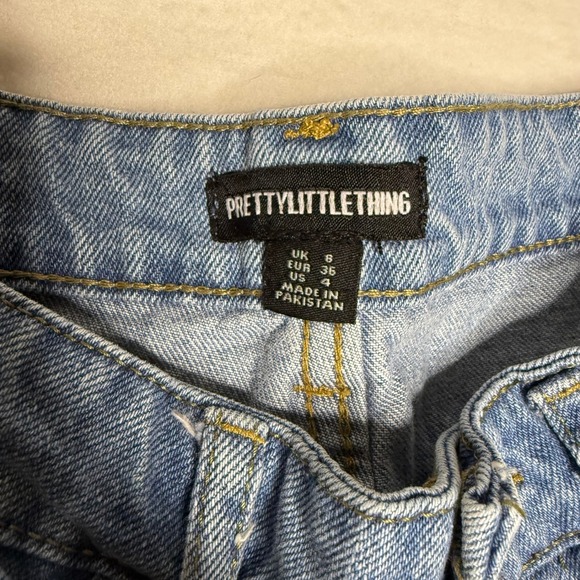 PRETTYLITTLETHING
UK 8
EUR 36
US 4
MADE IN
PAKISTAN